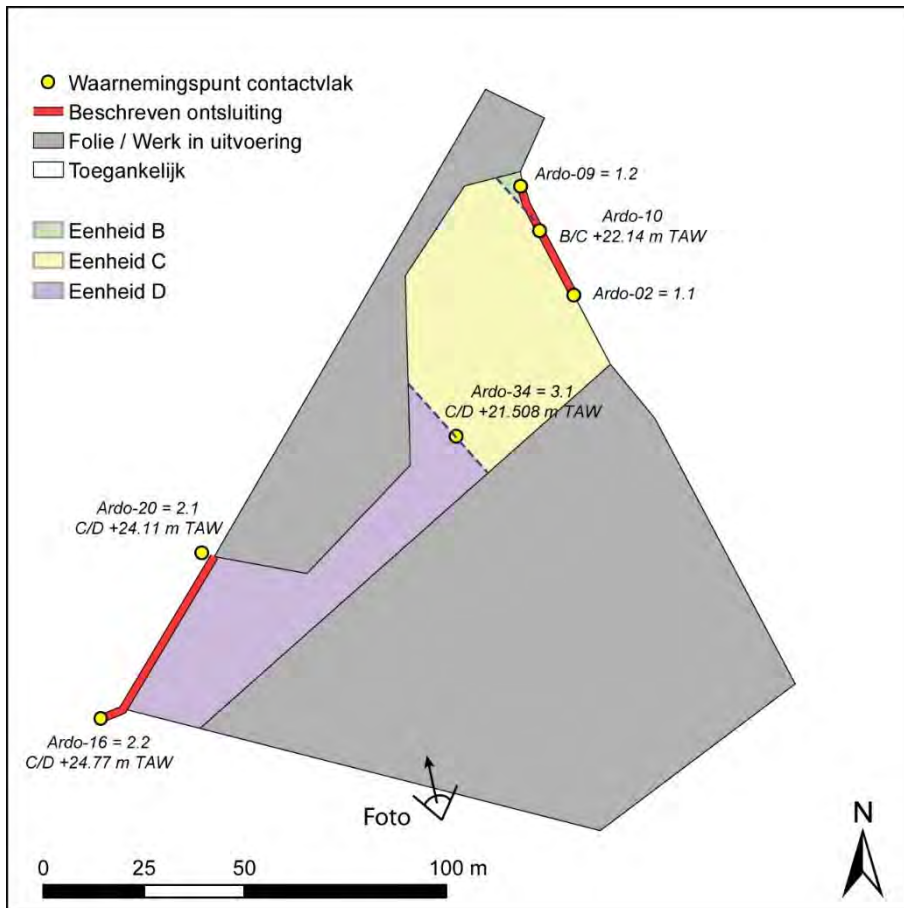 Waarnemingspunt contactvlak
Beschreven ontsluiting
Folie / Werk in uitvoering
Toegankelijk
Eenheid B
Eenheid C
Eenheid D
Ardo-09 = 1.2
Ardo-10
B/C +22.14 m TAW
Ardo-02 = 1.1
Ardo-34 = 3.1
C/D +21.508 m TAW
Ardo-20 = 2.1
C/D +24.11 m TAW
Ardo-16 = 2.2
C/D +24.77 m TAW
Foto
N
0 50 100 m